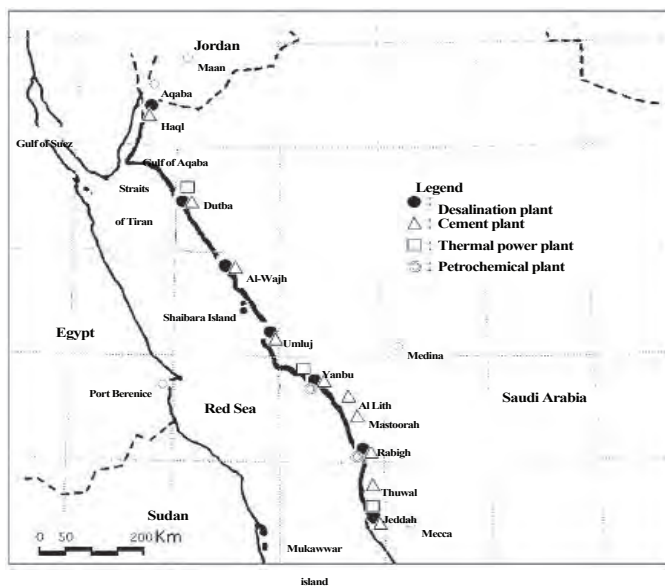 Jordan
Maan
Aqaba
Haql
Gulf of Suez
Gulf of Aqaba
Straits
of Tiran
Dutba
Legend
Desalination plant
Cement plant
Thermal power plant
Petrochemical plant
Al-Wajh
Shaibara Island
Egypt
Umluj
Medina
Yanbu
Port Berenice
Red Sea
Al Lith
Saudi Arabia
Mastoorah
Rabigh
Thuwal
Sudan
Jeddah
Mecca
0 50 200 Km
Mukawwar
island